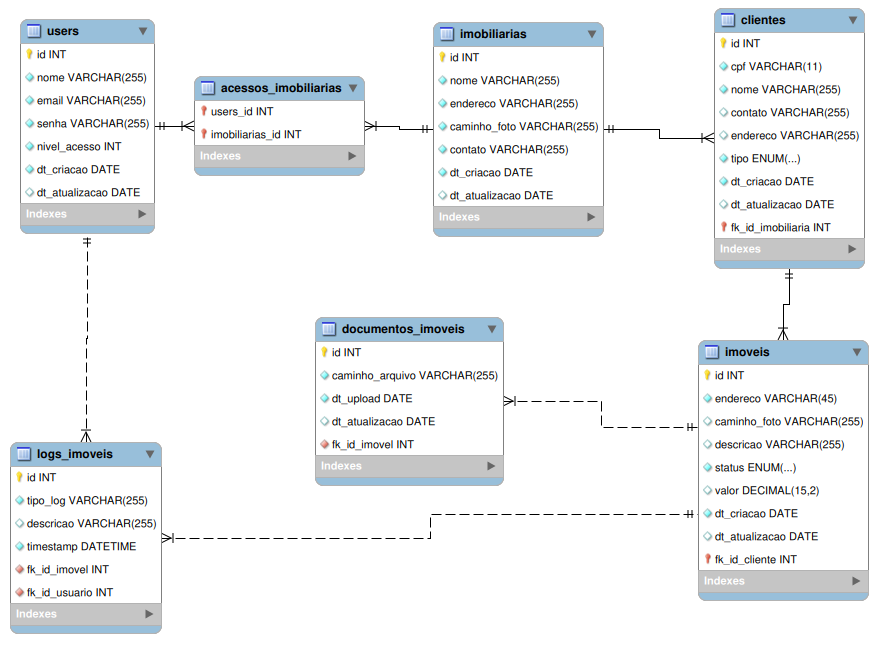 users
id INT
nome VARCHAR(255)
email VARCHAR(255)
senha VARCHAR(255)
nivel_acesso INT
dt_criacao DATE
dt_atualizacao DATE
Indexes
acessos_imobiliarias
users_id INT
imobiliarias_id INT
Indexes
imobiliarias
id INT
nome VARCHAR(255)
endereco VARCHAR(255)
caminho_foto VARCHAR(255)
contato VARCHAR(255)
dt_criacao DATE
dt_atualizacao DATE
Indexes
clientes
id INT
cpf VARCHAR(11)
nome VARCHAR(255)
contato VARCHAR(255)
endereco VARCHAR(255)
tipo ENUM(...)
dt_criacao DATE
dt_atualizacao DATE
fk_id_imobiliaria INT
Indexes
documentos_imoveis
id INT
caminho_arquivo VARCHAR(255)
dt_upload DATE
dt_atualizacao DATE
fk_id_imovel INT
Indexes
imoveis
id INT
endereco VARCHAR(45)
caminho_foto VARCHAR(255)
descricao VARCHAR(255)
status ENUM(...)
valor DECIMAL(15,2)
dt_criacao DATE
dt_atualizacao DATE
fk_id_cliente INT
Indexes
logs_imoveis
id INT
tipo_log VARCHAR(255)
descricao VARCHAR(255)
timestamp DATETIME
fk_id_imovel INT
fk_id_usuario INT
Indexes